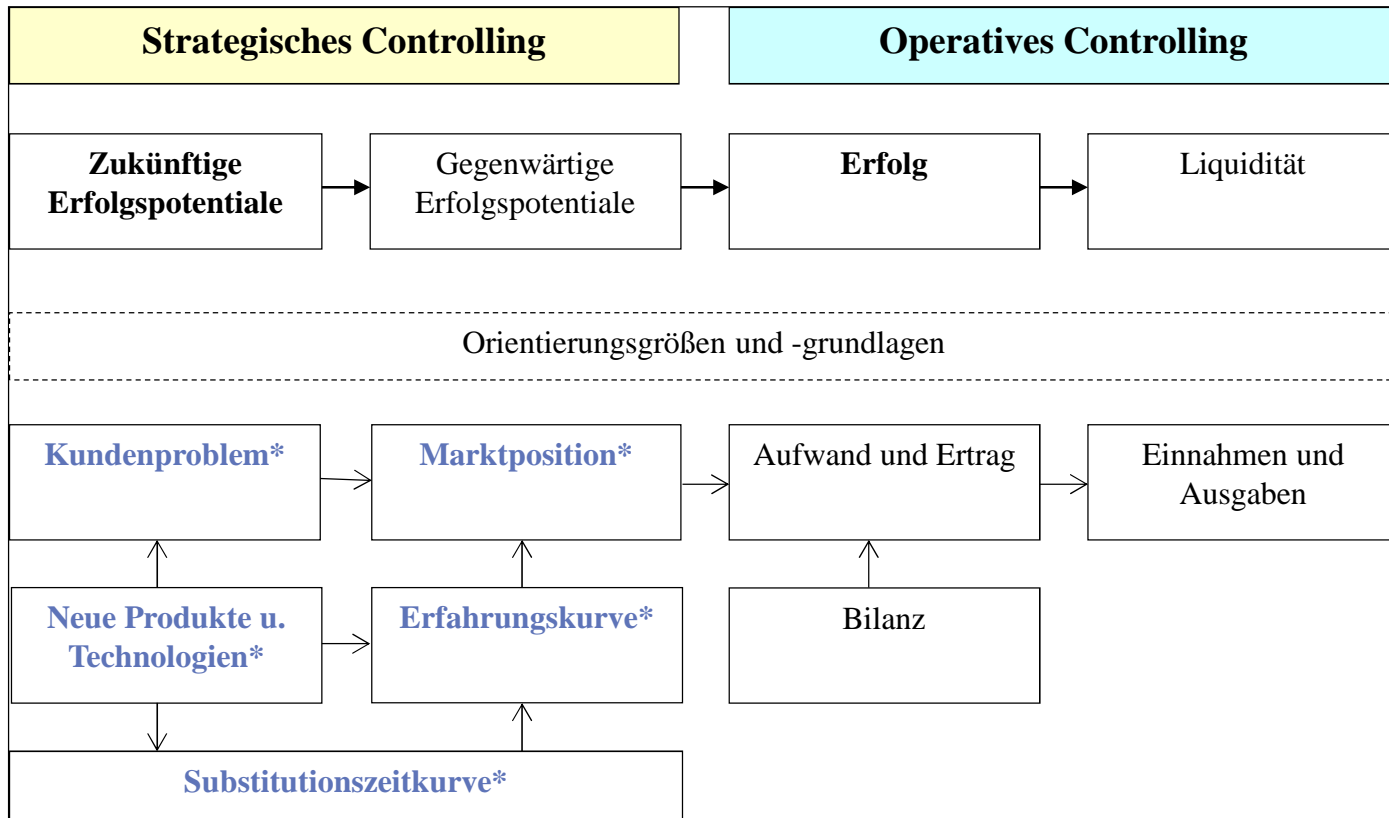 Strategisches Controlling
Operatives Controlling
Zukünftige
Erfolgspotentiale
Gegenwärtige
Erfolgspotentiale
Erfolg
Liquidität
Orientierungsgrößen und -grundlagen
Kundenproblem*
Marktposition*
Aufwand und Ertrag
Einnahmen und
Ausgaben
Neue Produkte u.
Technologien*
Erfahrungskurve*
Bilanz
Substitutionszeitkurve*